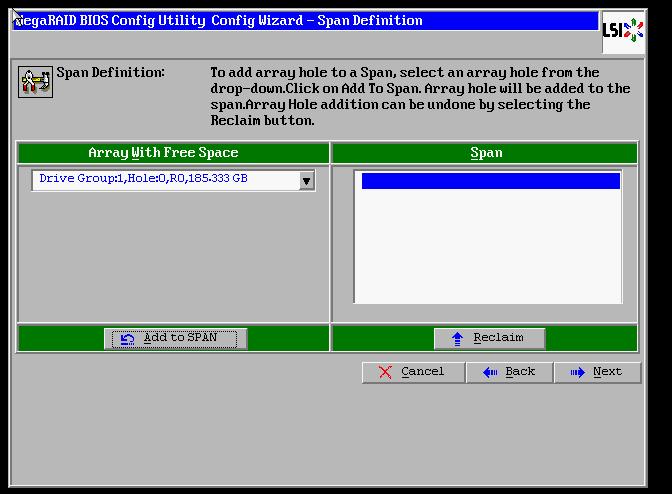 MegaRAID BIOS Config Utility Config Wizard - Span Definition
LSI
Span Definition:
To add array hole to a Span, select an array hole from the
drop-down.Click on Add To Span. Array hole will be added to the
span.Array Hole addition can be undone by selecting the
Reclaim button.
Array With Free Space
Span
Drive Group:1,Hole:0,R0,185.333 GB
Add to SPAN
Reclaim
Cancel
Back
Next